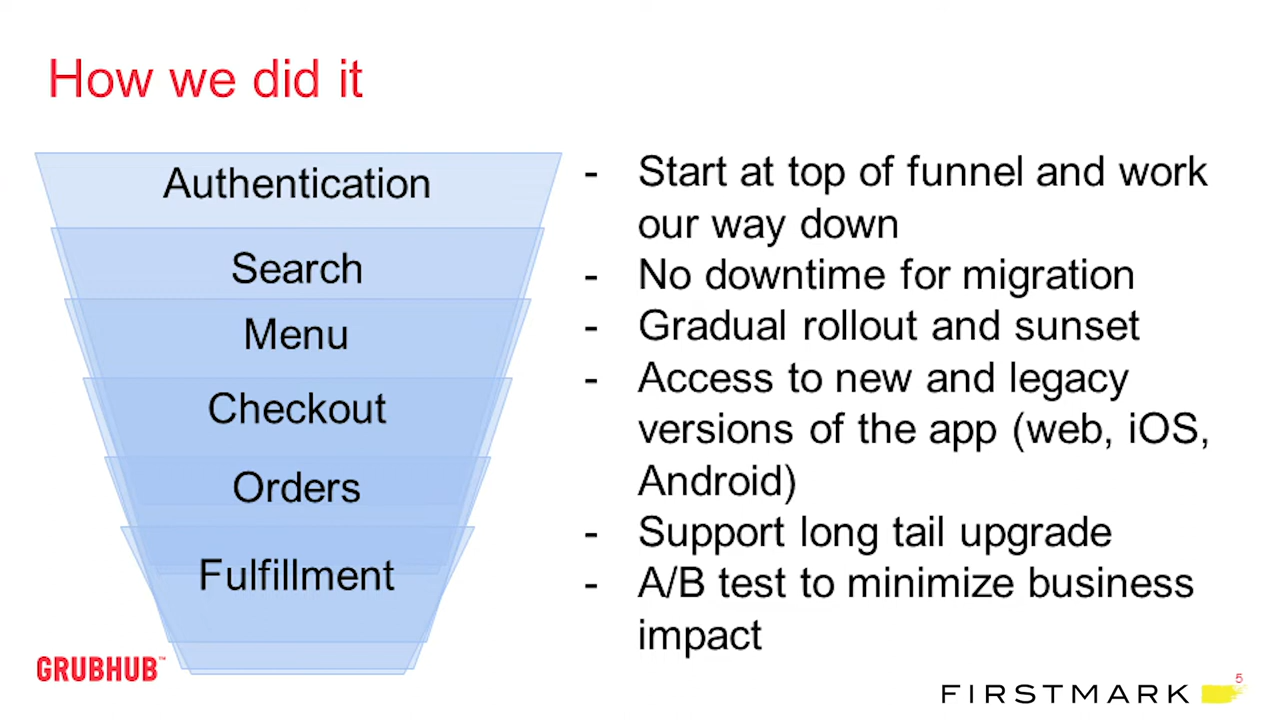 How we did it
Authentication
Search
Menu
Checkout
Orders
Fulfillment
- Start at top of funnel and work
our way down
- No downtime for migration
- Gradual rollout and sunset
- Access to new and legacy
versions of the app (web, iOS,
Android)
- Support long tail upgrade
- A/B test to minimize business
impact
GRUBHUB™
FIRSTMARK
5